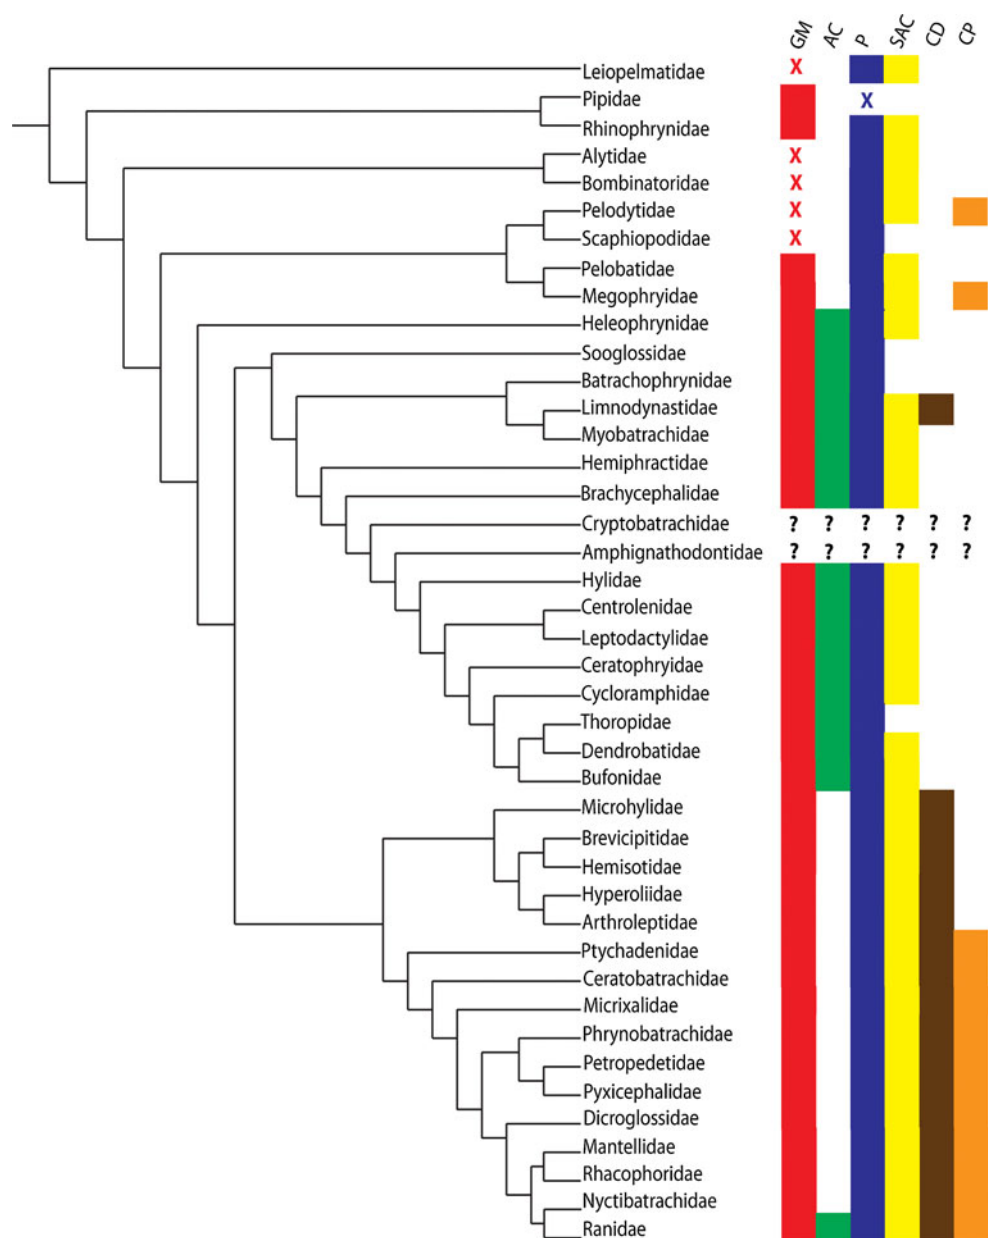 GM AC P SAC CD CP
Leiopelmatidae X
Pipidae X
Rhinophrynidae
Alytidae X
Bombinatoridae X
Pelodytidae X
Scaphiopodidae X
Pelobatidae
Megophryidae
Heleophrynidae
Sooglossidae
Batrachophrynidae
Limnodynastidae
Myobatrachidae
Hemiphractidae
Brachycephalidae
Cryptobatrachidae ? ? ? ? ? ?
Amphignathodontidae ? ? ? ? ? ?
Hylidae
Centrolenidae
Leptodactylidae
Ceratophryidae
Cycloramphidae
Thoropidae
Dendrobatidae
Bufonidae
Microhylidae
Brevicipitidae
Hemisotidae
Hyperoliidae
Arthroleptidae
Ptychadenidae
Ceratobatrachidae
Micrixalidae
Phrynobatrachidae
Petropedetidae
Pyxicephalidae
Dicroglossidae
Mantellidae
Rhacophoridae
Nyctibatrachidae
Ranidae